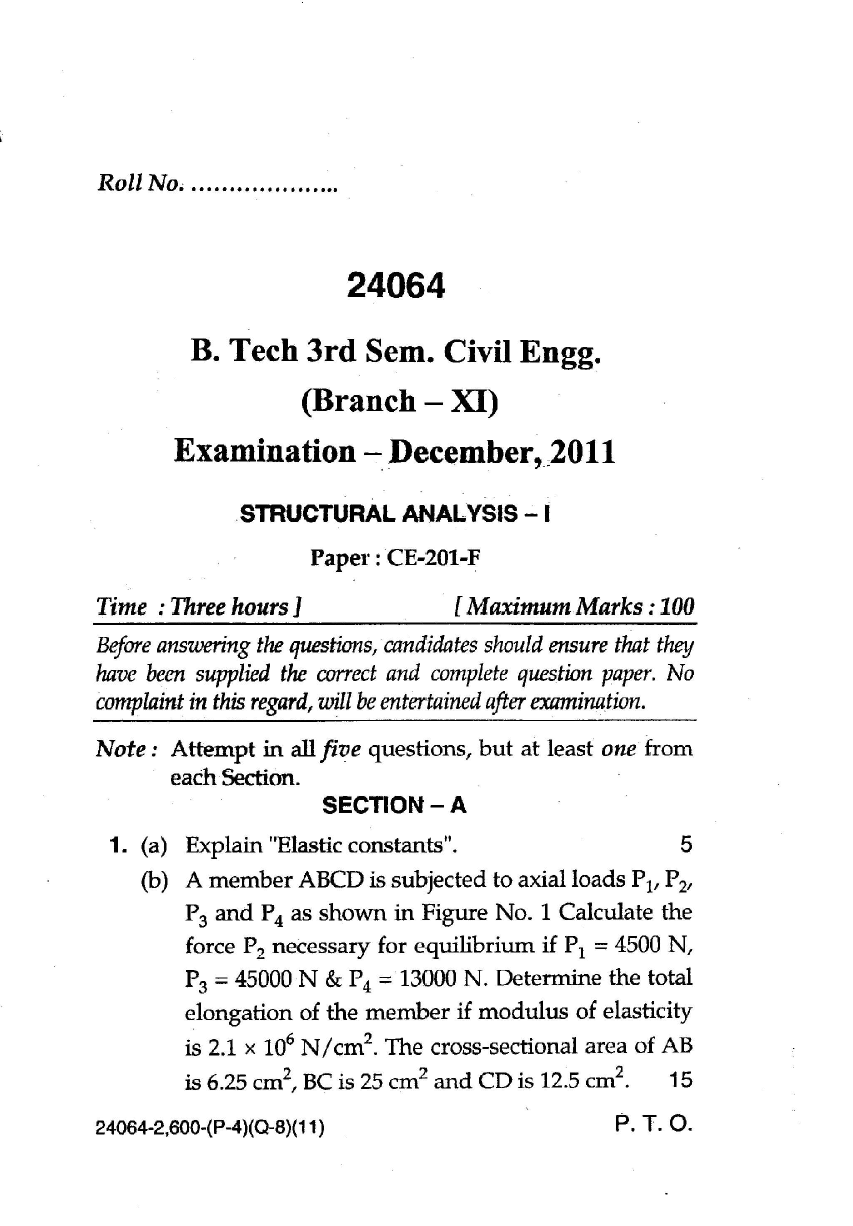 Roll No. ....................
24064
B. Tech 3rd Sem. Civil Engg.
(Branch – XI)
Examination – December, 2011
STRUCTURAL ANALYSIS – I
Paper : CE-201-F
Time : Three hours ] [ Maximum Marks : 100
Before answering the questions, candidates should ensure that they
have been supplied the correct and complete question paper. No
complaint in this regard, will be entertained after examination.
Note : Attempt in all five questions, but at least one from
each Section.
SECTION – A
1. (a) Explain "Elastic constants". 5
(b) A member ABCD is subjected to axial loads P₁, P₂,
P₃ and P₄ as shown in Figure No. 1 Calculate the
force P₂ necessary for equilibrium if P₁ = 4500 N,
P₃ = 45000 N & P₄ = 13000 N. Determine the total
elongation of the member if modulus of elasticity
is 2.1 × 10⁶ N/cm². The cross-sectional area of AB
is 6.25 cm², BC is 25 cm² and CD is 12.5 cm². 15
24064-2,600-(P-4)(Q-8)(11) P. T. O.